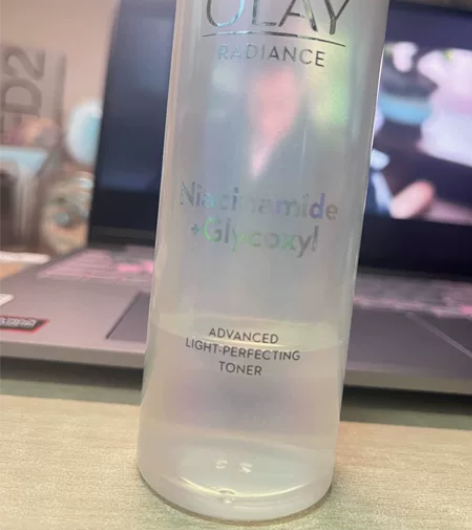 OLAY
RADIANCE
Niacinamide
+Glycoxyl
ADVANCED
LIGHT-PERFECTING
TONER